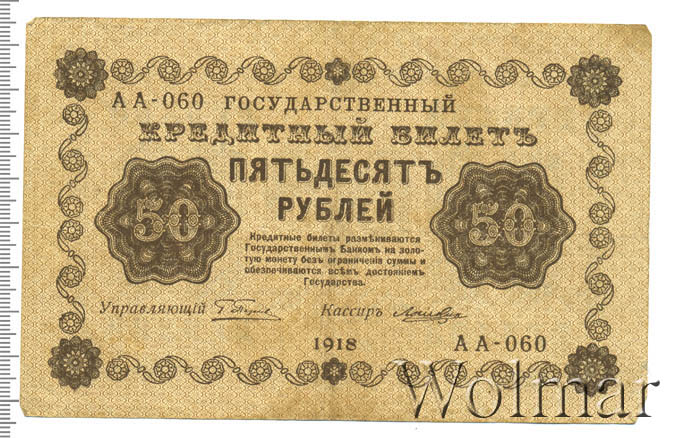 АА-060 ГОСУДАРСТВЕННЫЙ
КРЕДИТНЫЙ БИЛЕТЪ
ПЯТЬДЕСЯТЪ
РУБЛЕЙ
50 50
Кредитные билеты размѣниваются
Государственнымъ Банкомъ на золо-
тую монету безъ ограниченія суммы и
обезпечиваются всѣмъ достояніемъ
Государства.
Управляющій Кассиръ
1918 АА-060
Wolmar